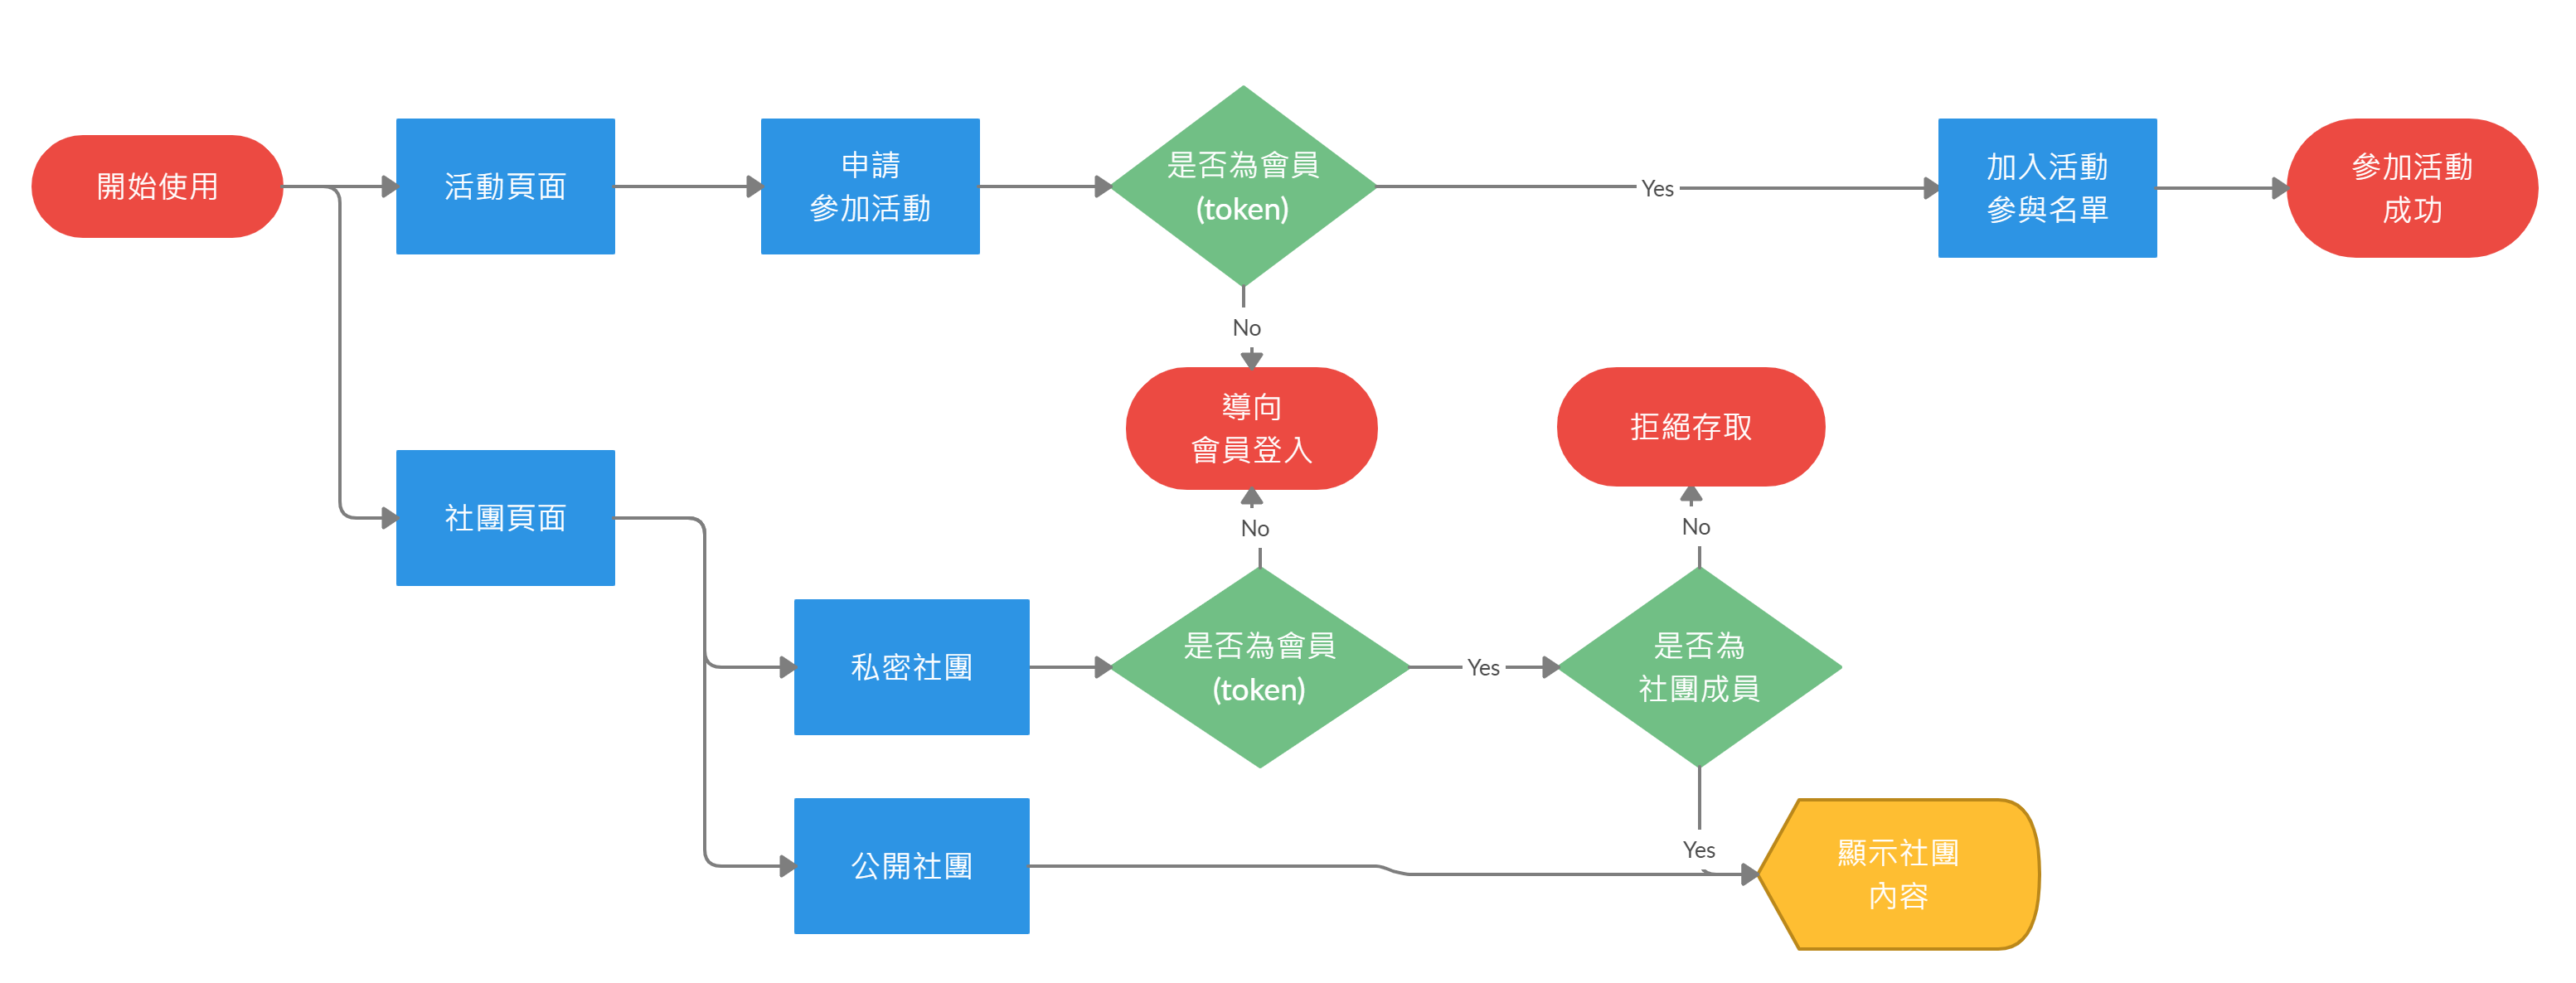 開始使用
活動頁面
申請
參加活動
是否為會員
(token)
Yes
加入活動
參與名單
參加活動
成功
No
導向
會員登入
拒絕存取
社團頁面
No
No
私密社團
是否為會員
(token)
Yes
是否為
社團成員
公開社團
Yes
顯示社團
內容